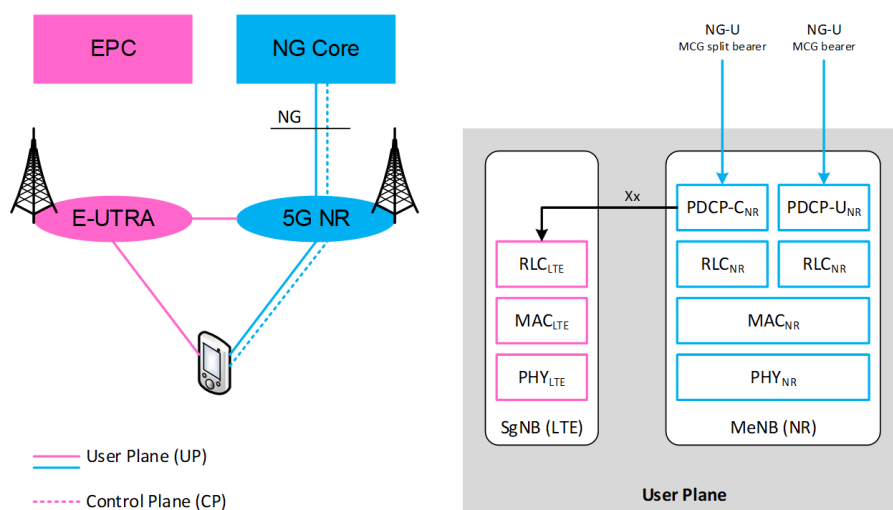 EPC
NG Core
NG
E-UTRA
5G NR
User Plane (UP)
Control Plane (CP)
NG-U
MCG split bearer
NG-U
MCG bearer
Xx
PDCP-CNR
PDCP-UNR
RLCLTE
RLCNR
RLCNR
MACLTE
MACNR
PHYLTE
PHYNR
SgNB (LTE)
MeNB (NR)
User Plane